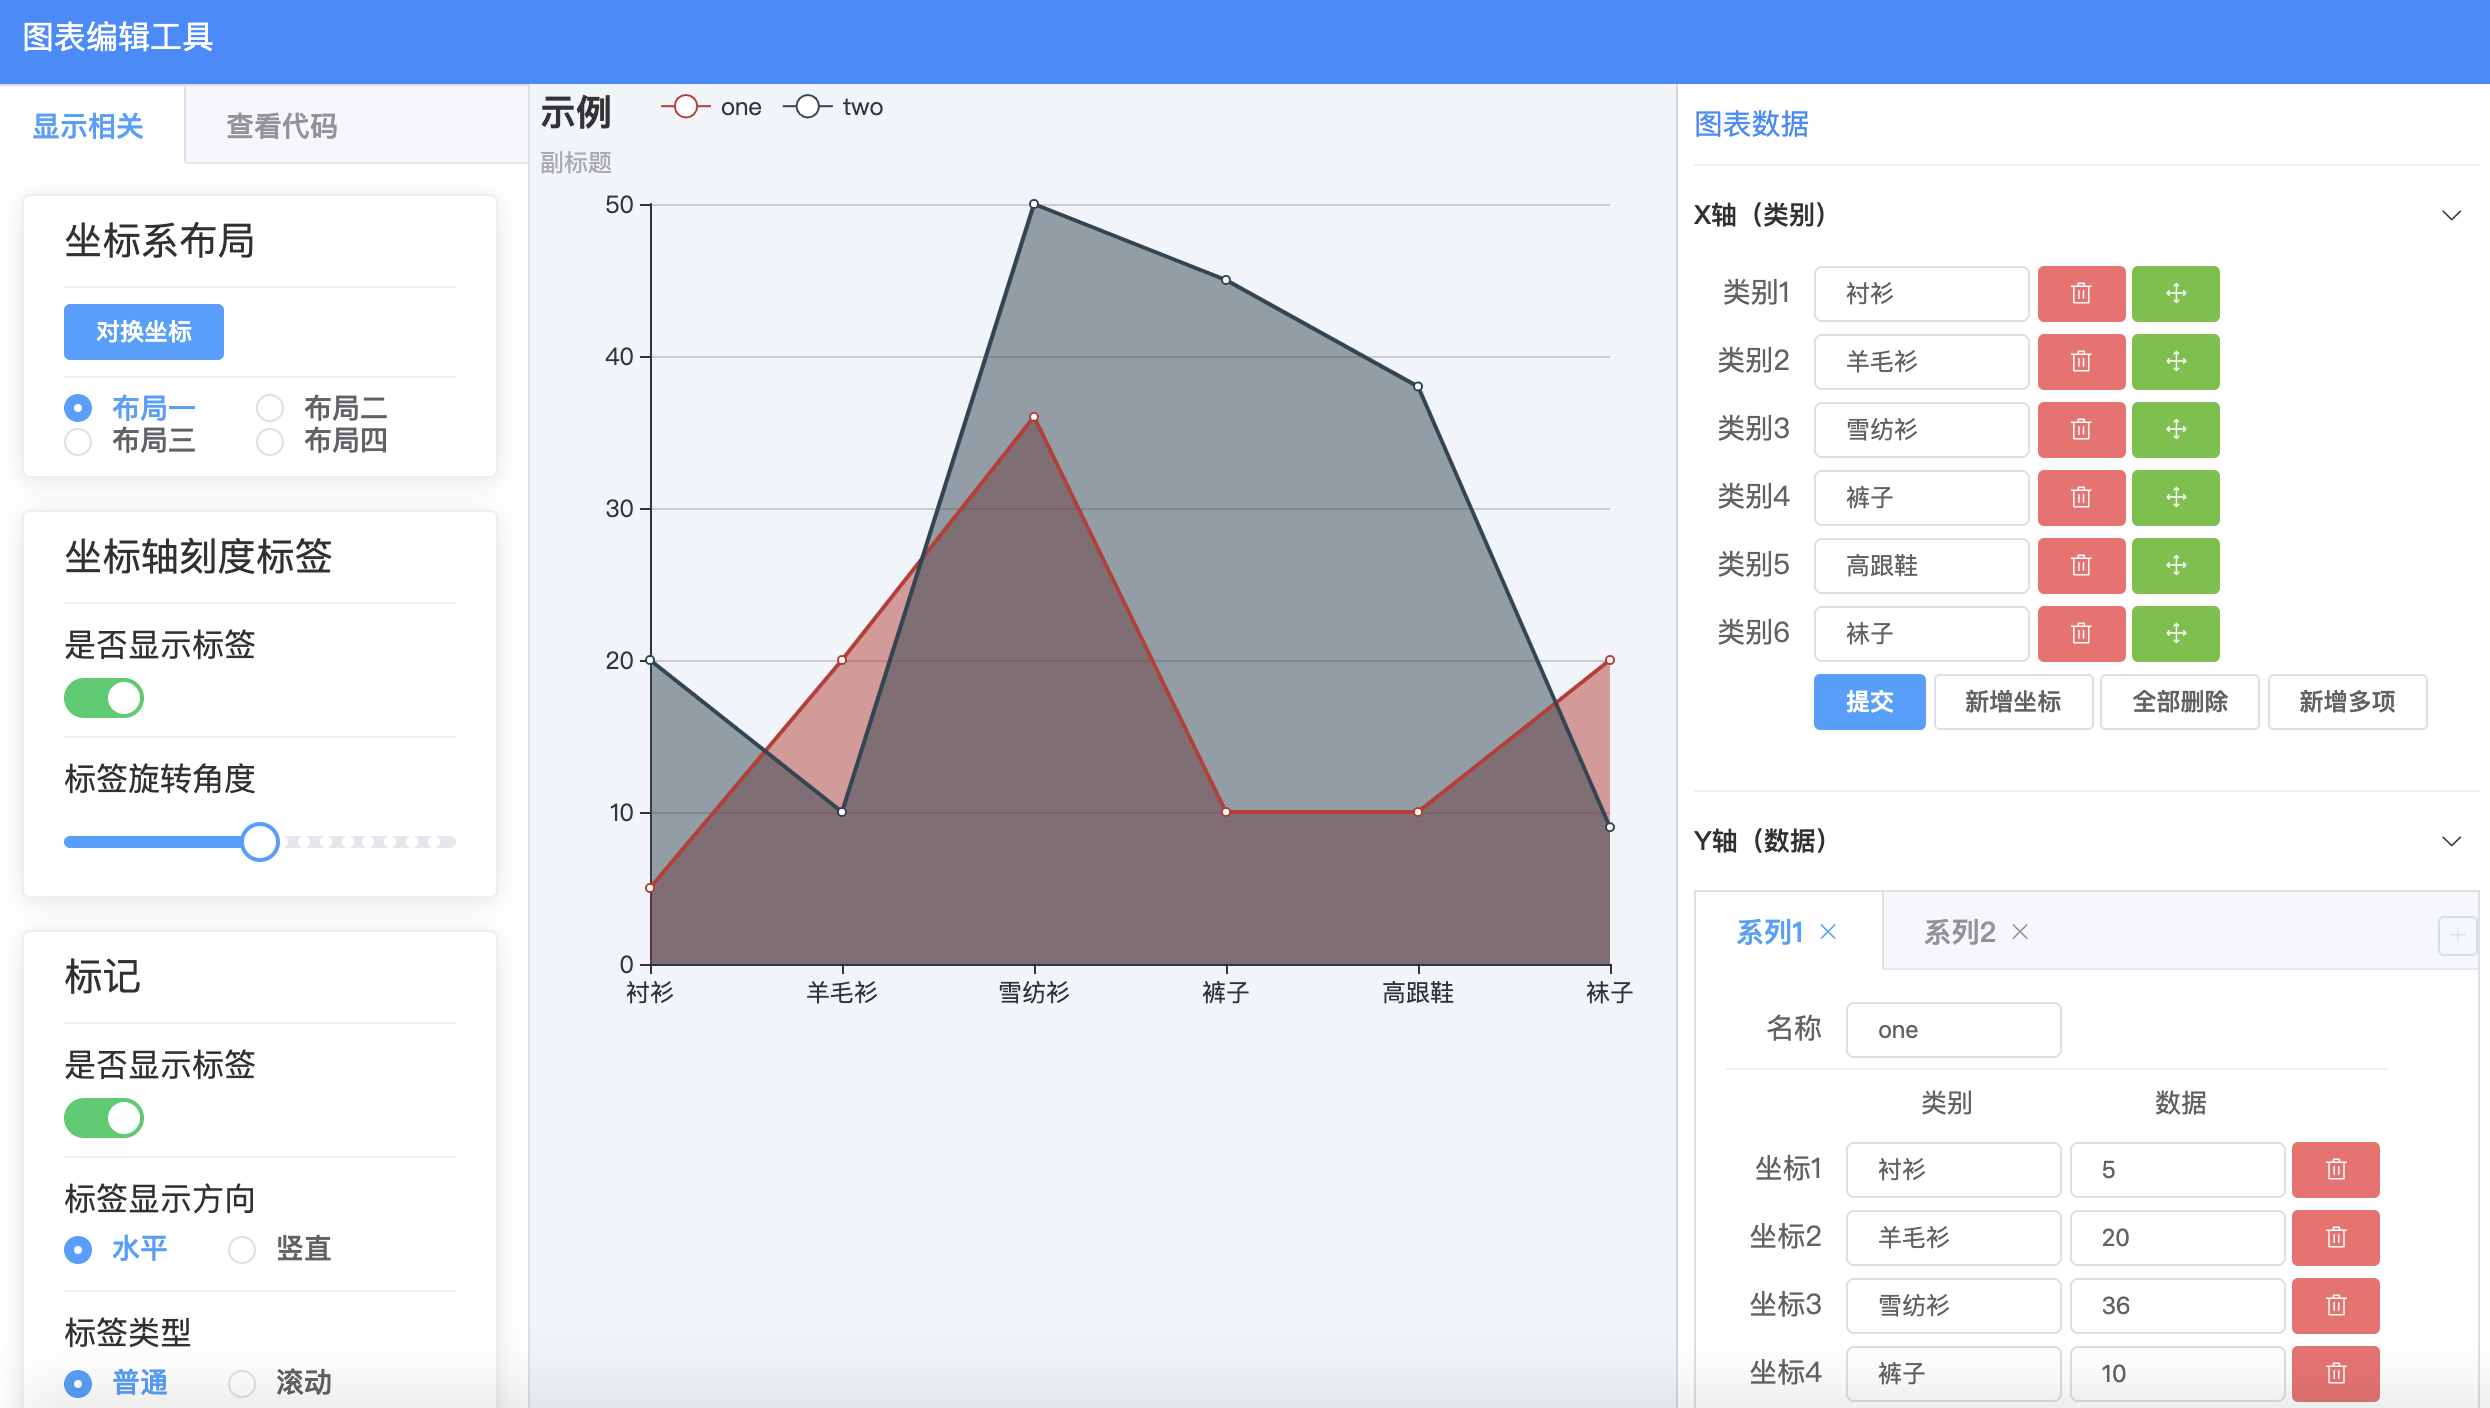 图表编辑工具
显示相关
查看代码
坐标系布局
对换坐标
布局一
布局二
布局三
布局四
坐标轴刻度标签
是否显示标签
标签旋转角度
标记
是否显示标签
标签显示方向
水平
竖直
标签类型
普通
滚动
示例
one
two
副标题
50
40
30
20
10
0
衬衫
羊毛衫
雪纺衫
裤子
高跟鞋
袜子
图表数据
X轴（类别）
类别1 衬衫
类别2 羊毛衫
类别3 雪纺衫
类别4 裤子
类别5 高跟鞋
类别6 袜子
提交 新增坐标 全部删除 新增多项
Y轴（数据）
系列1 系列2
名称 one
类别 数据
坐标1 衬衫 5
坐标2 羊毛衫 20
坐标3 雪纺衫 36
坐标4 裤子 10